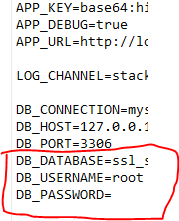 APP_KEY=base64:hi
APP_DEBUG=true
APP_URL=http://lo
LOG_CHANNEL=stack
DB_CONNECTION=mys
DB_HOST=127.0.0.1
DB_PORT=3306
DB_DATABASE=ssl_s
DB_USERNAME=root
DB_PASSWORD=